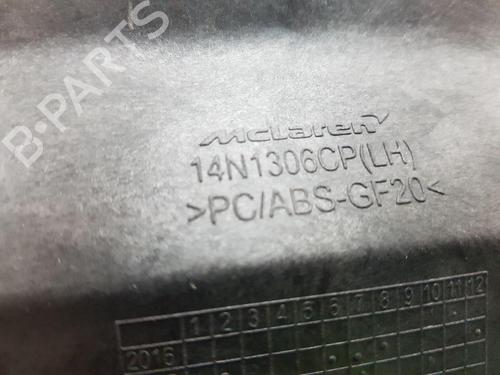 B-PARTS
McLaren
14N1306CP(LH)
>PC/ABS-GF20<
1 2 3 4 5 6 7 8 9 10 11 12
2016